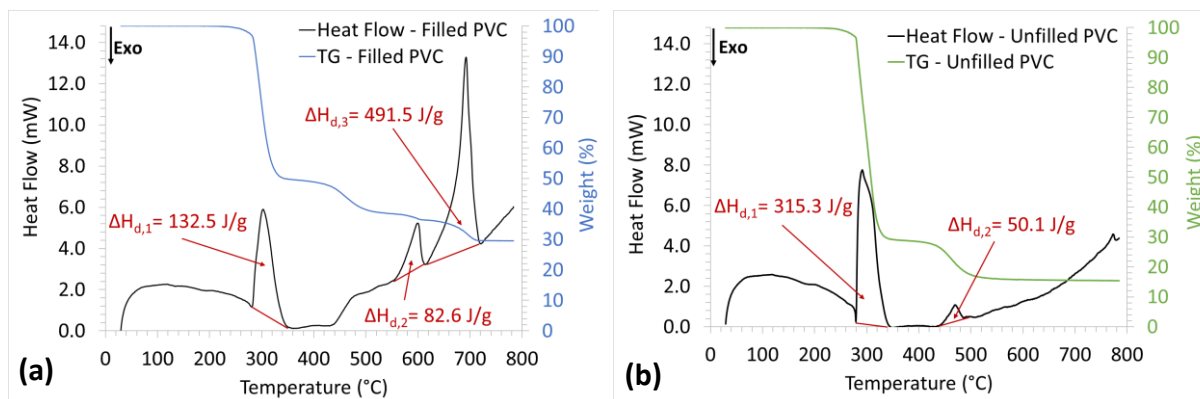 (a)
Exo
Heat Flow - Filled PVC
TG - Filled PVC
ΔHd,3= 491.5 J/g
ΔHd,1= 132.5 J/g
ΔHd,2= 82.6 J/g
Heat Flow (mW)
14.0
12.0
10.0
8.0
6.0
4.0
2.0
0.0
Weight (%)
100
90
80
70
60
50
40
30
20
10
0
0 100 200 300 400 500 600 700 800
Temperature (°C)
(b)
Exo
Heat Flow - Unfilled PVC
TG - Unfilled PVC
ΔHd,1= 315.3 J/g
ΔHd,2= 50.1 J/g
Heat Flow (mW)
14.0
12.0
10.0
8.0
6.0
4.0
2.0
0.0
Weight (%)
100
90
80
70
60
50
40
30
20
10
0
0 100 200 300 400 500 600 700 800
Temperature (°C)